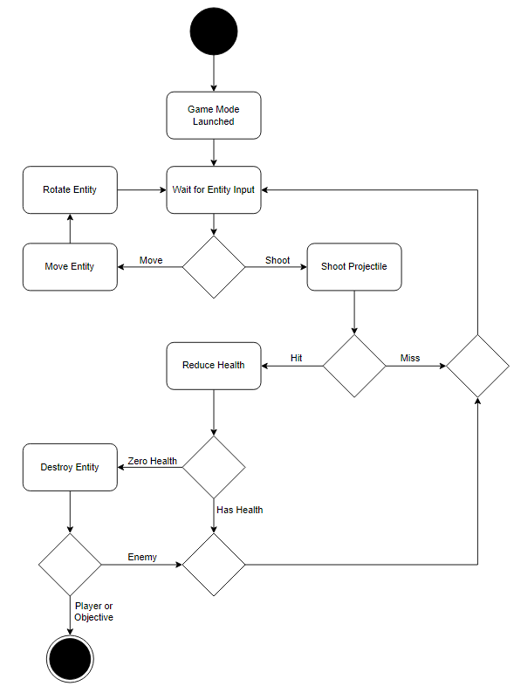 Game Mode
Launched
Rotate Entity
Wait for Entity Input
Move Entity
Move
Shoot
Shoot Projectile
Reduce Health
Hit
Miss
Destroy Entity
Zero Health
Has Health
Enemy
Player or
Objective